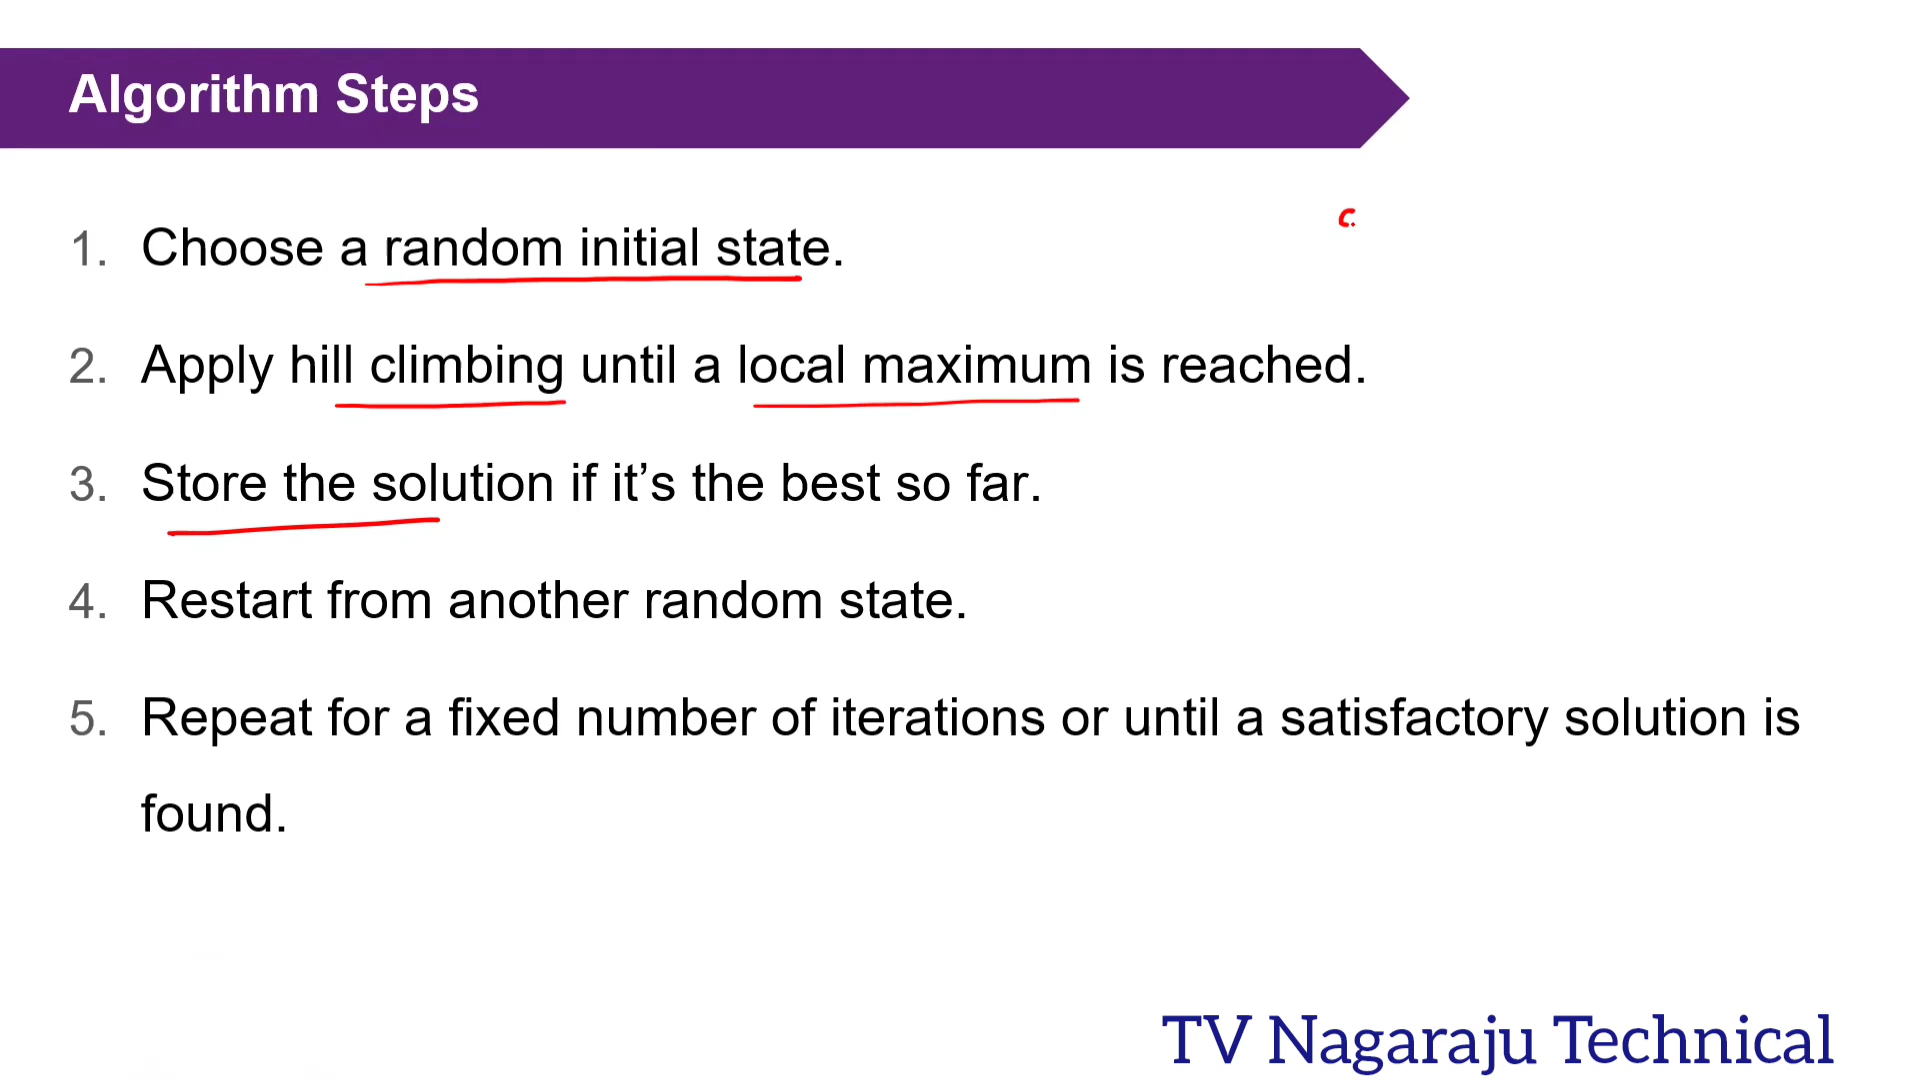 Algorithm Steps
1. Choose a random initial state.
2. Apply hill climbing until a local maximum is reached.
3. Store the solution if it’s the best so far.
4. Restart from another random state.
5. Repeat for a fixed number of iterations or until a satisfactory solution is
found.
TV Nagaraju Technical